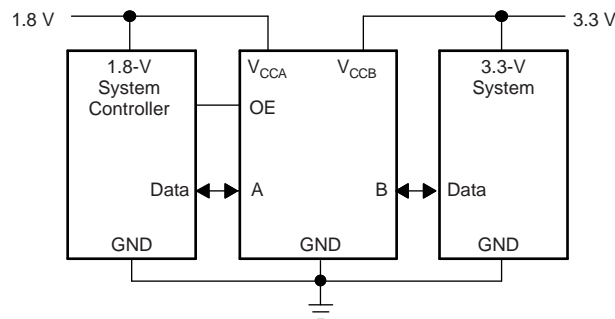 1.8 V
3.3 V
1.8-V
System
Controller
VCCA
VCCB
OE
3.3-V
System
Data
A
B
Data
GND
GND
GND